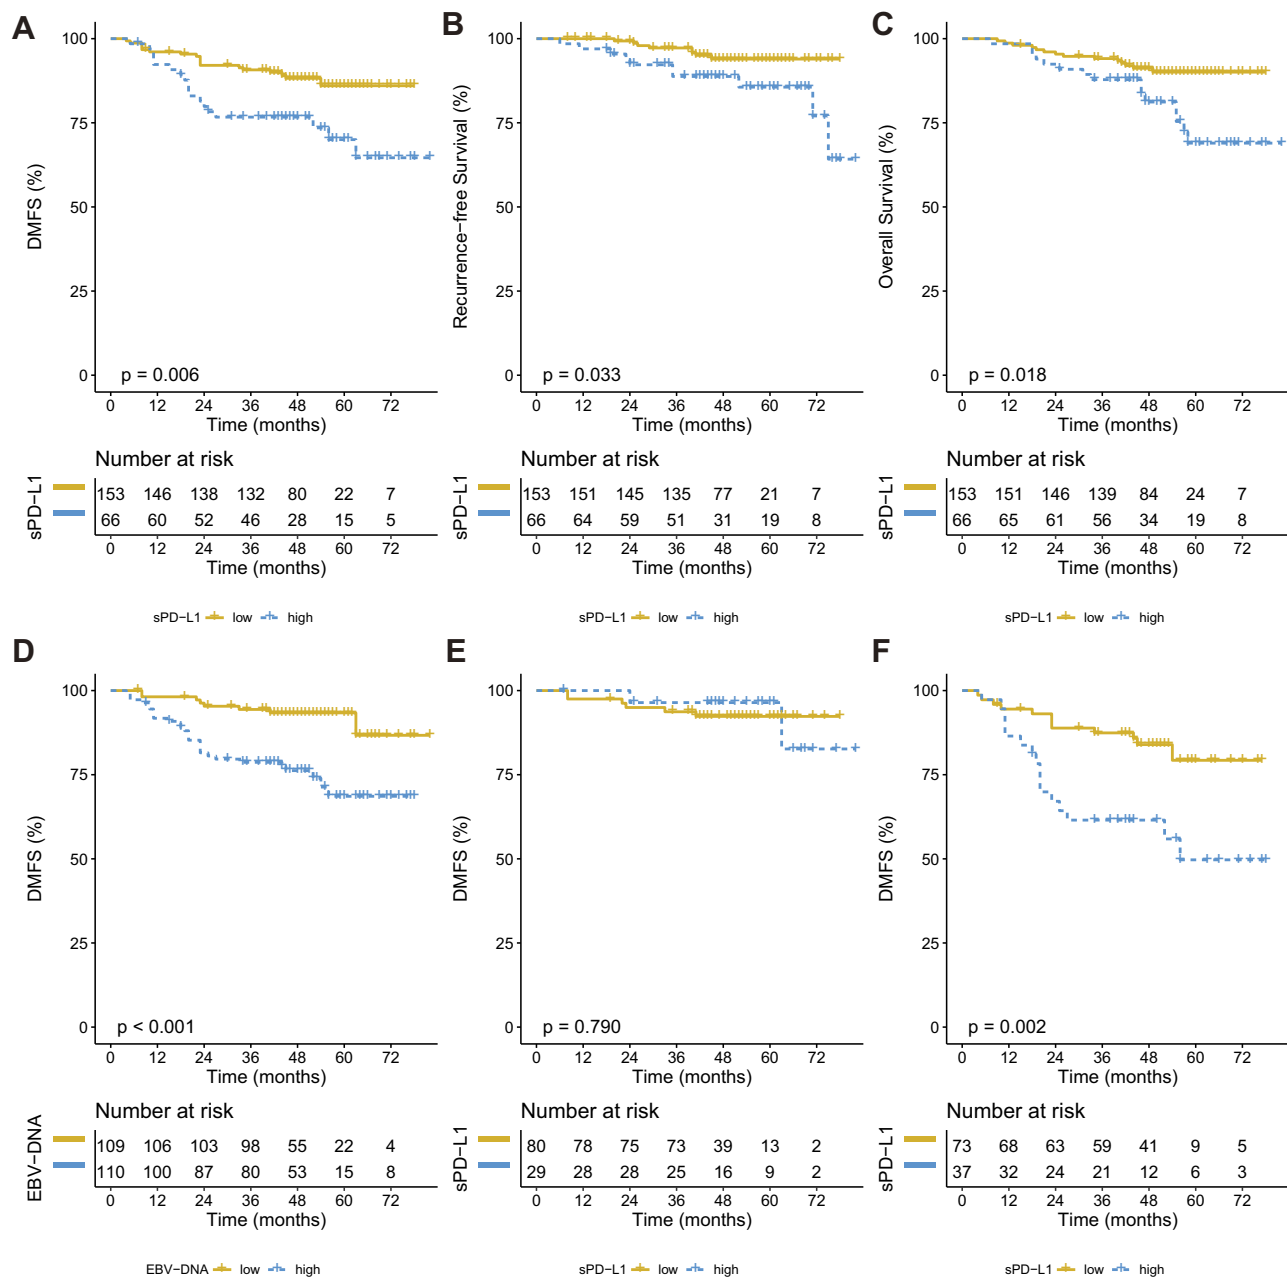 A
100
75
50
25
0
DMFS (%)
p = 0.006
0 12 24 36 48 60 72
Time (months)
Number at risk
sPD−L1
153 146 138 132 80 22 7
66 60 52 46 28 15 5
0 12 24 36 48 60 72
Time (months)
sPD−L1 low high
B
100
75
50
25
0
Recurrence−free Survival (%)
p = 0.033
0 12 24 36 48 60 72
Time (months)
Number at risk
sPD−L1
153 151 145 135 77 21 7
66 64 59 51 31 19 8
0 12 24 36 48 60 72
Time (months)
sPD−L1 low high
C
100
75
50
25
0
Overall Survival (%)
p = 0.018
0 12 24 36 48 60 72
Time (months)
Number at risk
sPD−L1
153 151 146 139 84 24 7
66 65 61 56 34 19 8
0 12 24 36 48 60 72
Time (months)
sPD−L1 low high
D
100
75
50
25
0
DMFS (%)
p < 0.001
0 12 24 36 48 60 72
Time (months)
Number at risk
EBV−DNA
109 106 103 98 55 22 4
110 100 87 80 53 15 8
0 12 24 36 48 60 72
Time (months)
EBV−DNA low high
E
100
75
50
25
0
DMFS (%)
p = 0.790
0 12 24 36 48 60 72
Time (months)
Number at risk
sPD−L1
80 78 75 73 39 13 2
29 28 28 25 16 9 2
0 12 24 36 48 60 72
Time (months)
sPD−L1 low high
F
100
75
50
25
0
DMFS (%)
p = 0.002
0 12 24 36 48 60 72
Time (months)
Number at risk
sPD−L1
73 68 63 59 41 9 5
37 32 24 21 12 6 3
0 12 24 36 48 60 72
Time (months)
sPD−L1 low high